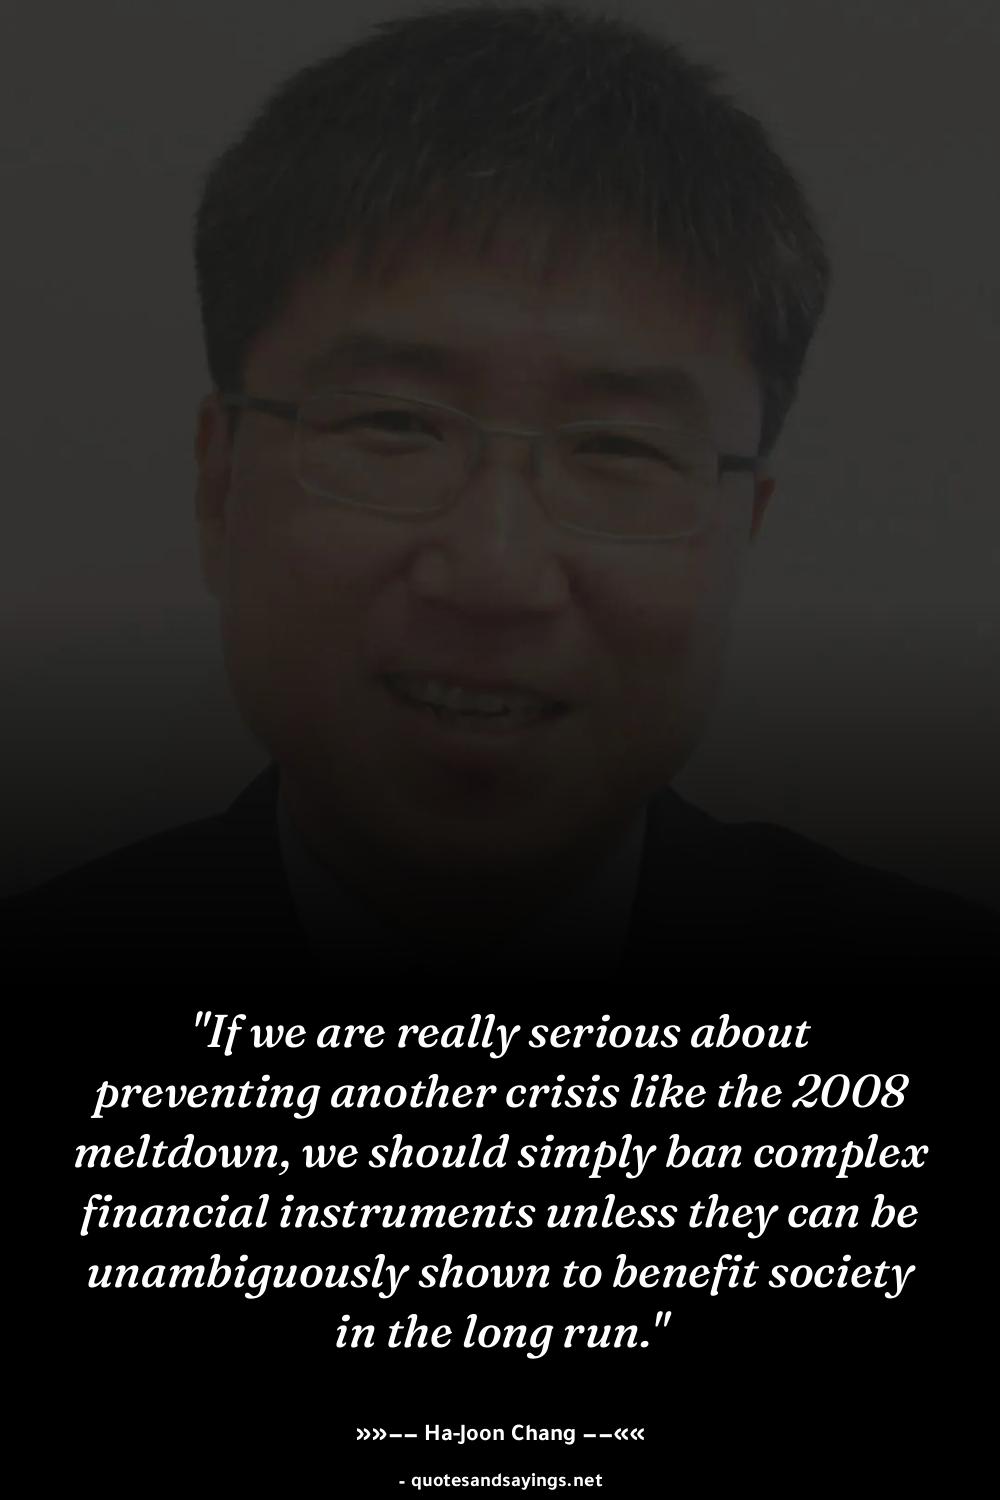 "If we are really serious about
preventing another crisis like the 2008
meltdown, we should simply ban complex
financial instruments unless they can be
unambiguously shown to benefit society
in the long run."
»»−− Ha-Joon Chang −−««
- quotesandsayings.net